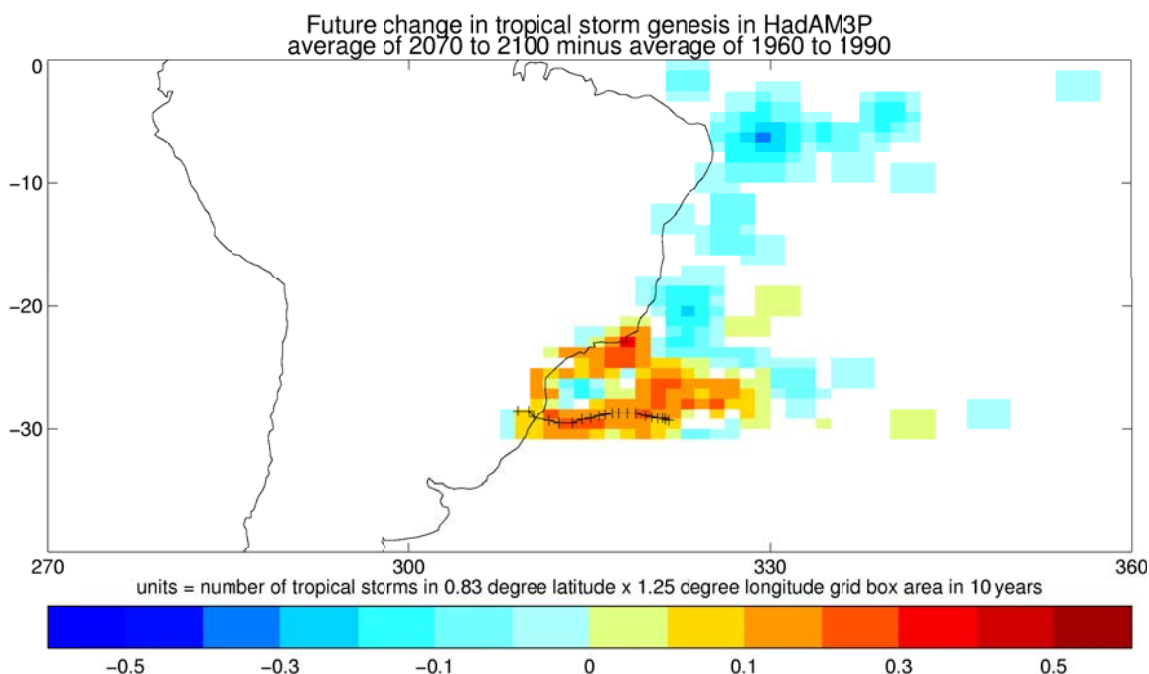 Future change in tropical storm genesis in HadAM3P
average of 2070 to 2100 minus average of 1960 to 1990
0
−10
−20
−30
270 300 330 360
units = number of tropical storms in 0.83 degree latitude x 1.25 degree longitude grid box area in 10 years
−0.5 −0.3 −0.1 0 0.1 0.3 0.5